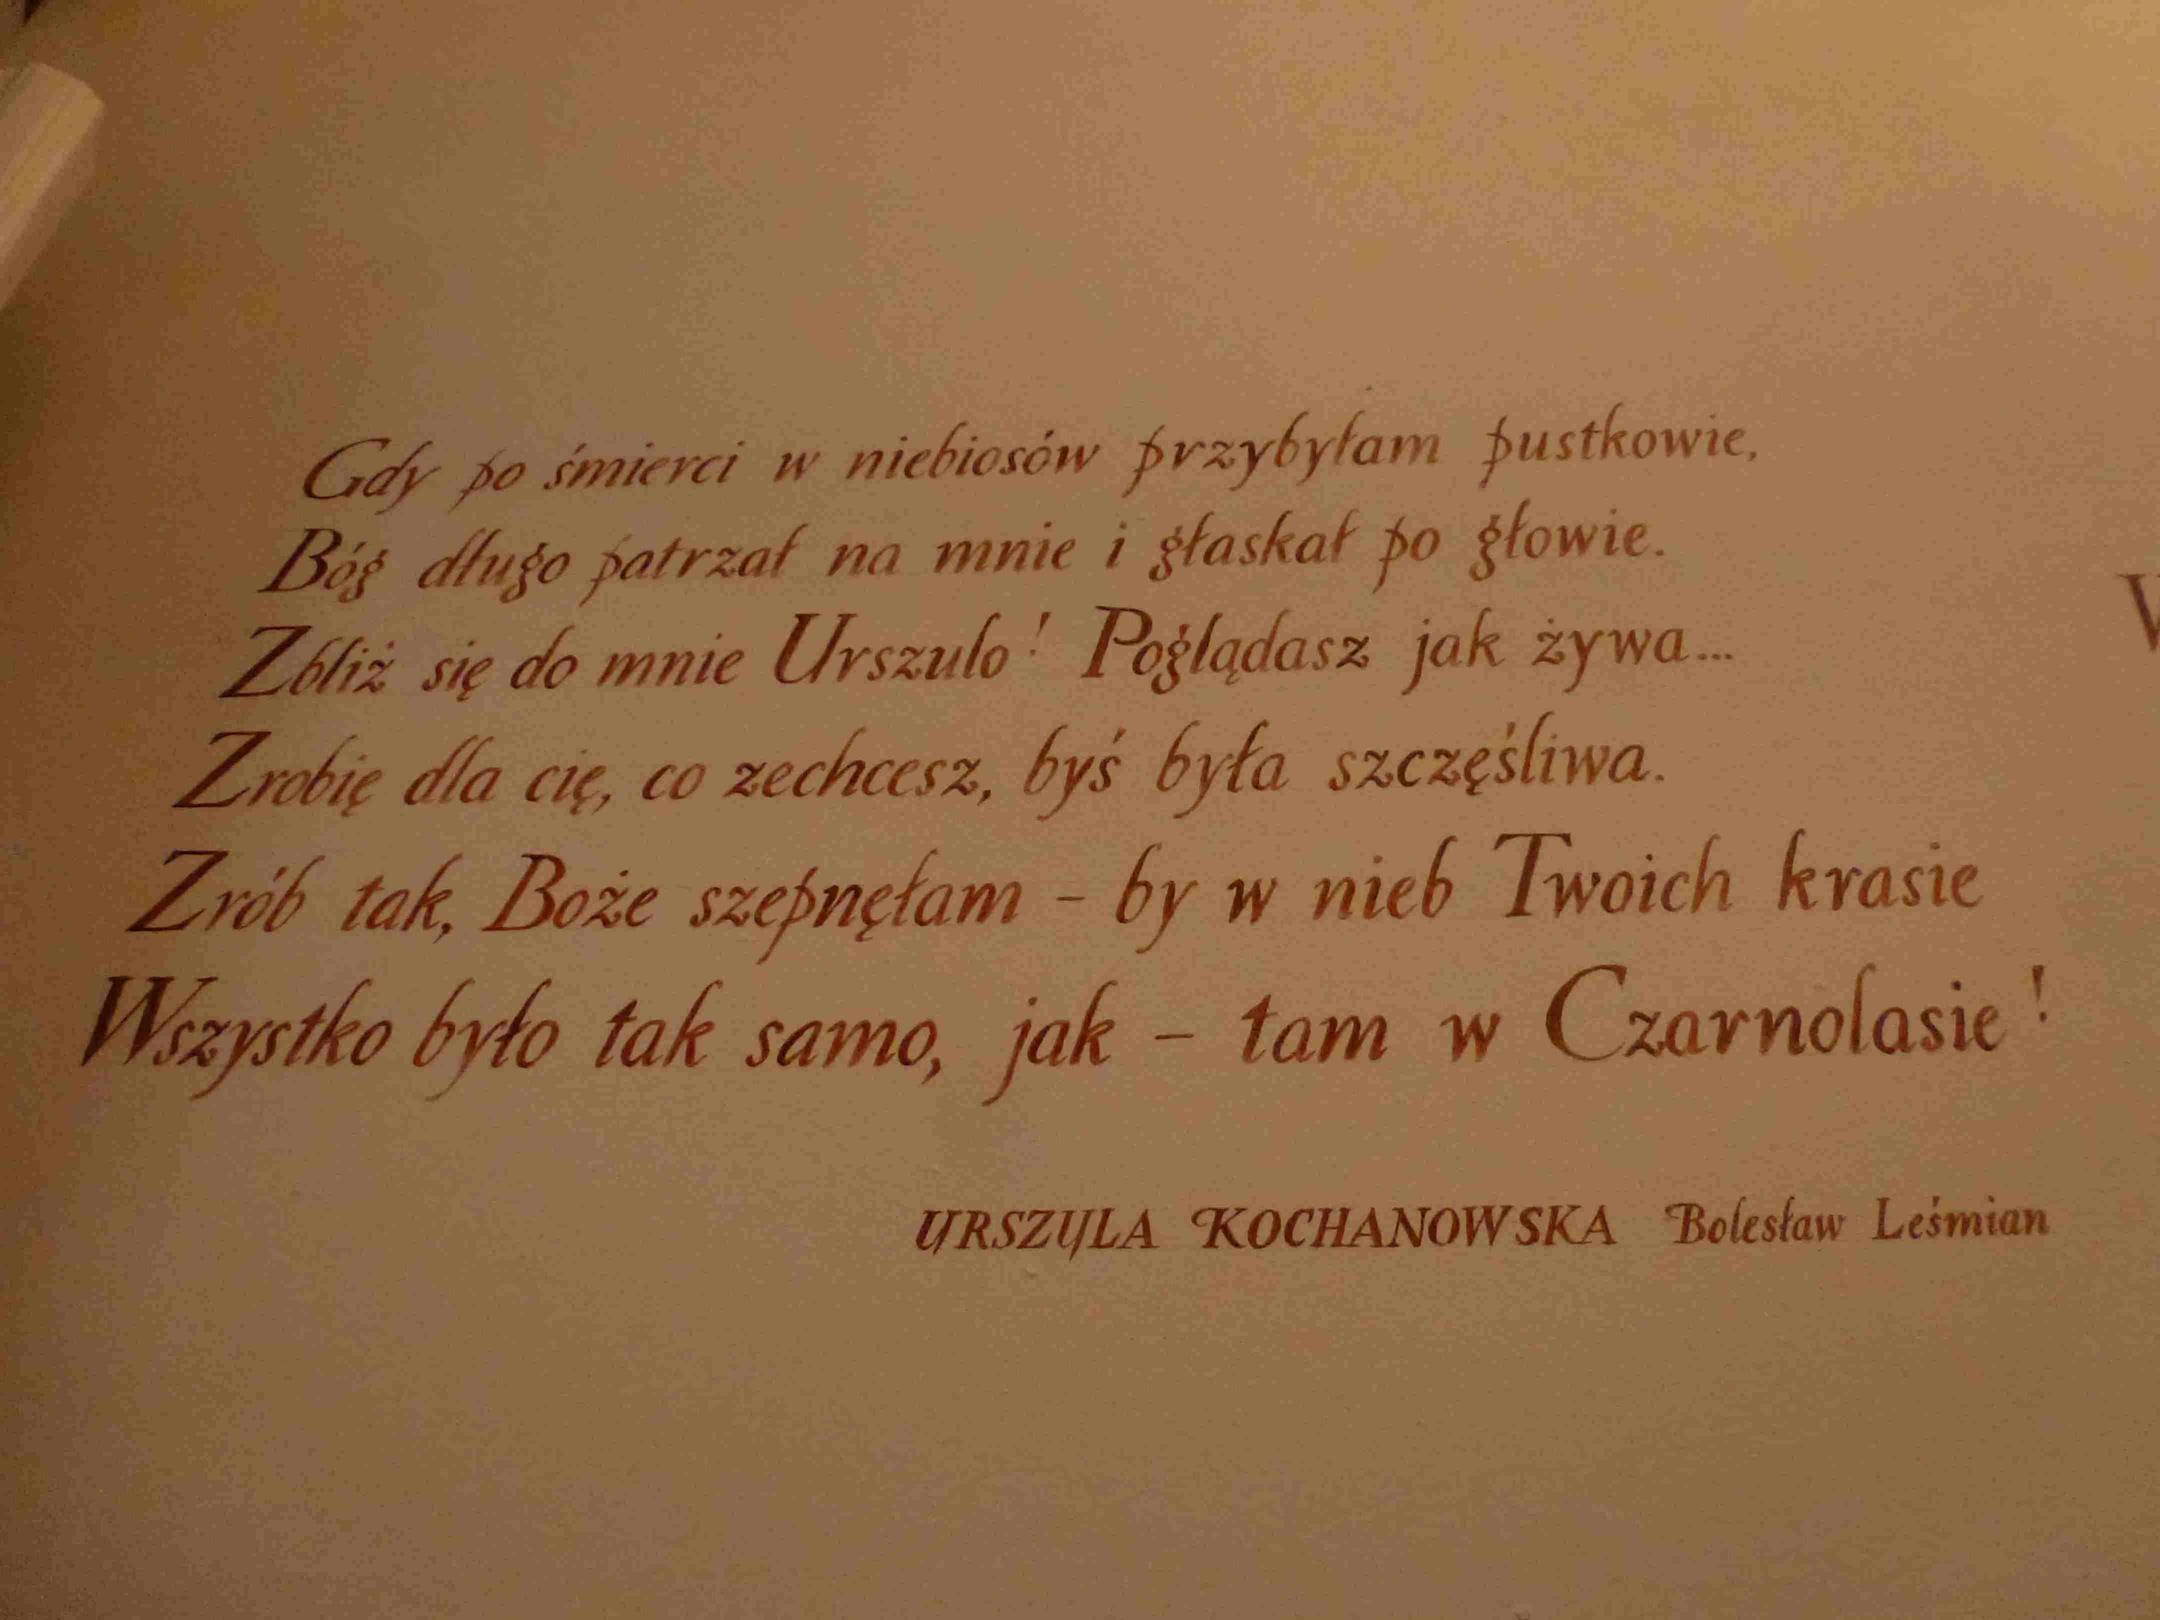 Gdy po śmierci w niebiosów przybyłam pustkowie,
Bóg długo patrzał na mnie i głaskał po głowie.
Zbliż się do mnie Urszulo! Poglądasz jak żywa...
Zrobię dla cię, co zechcesz, byś była szczęśliwa.
Zrób tak, Boże szepnęłam - by w nieb Twoich krasie
Wszystko było tak samo, jak - tam w Czarnolasie!
URSZULA KOCHANOWSKA Bolesław Leśmian